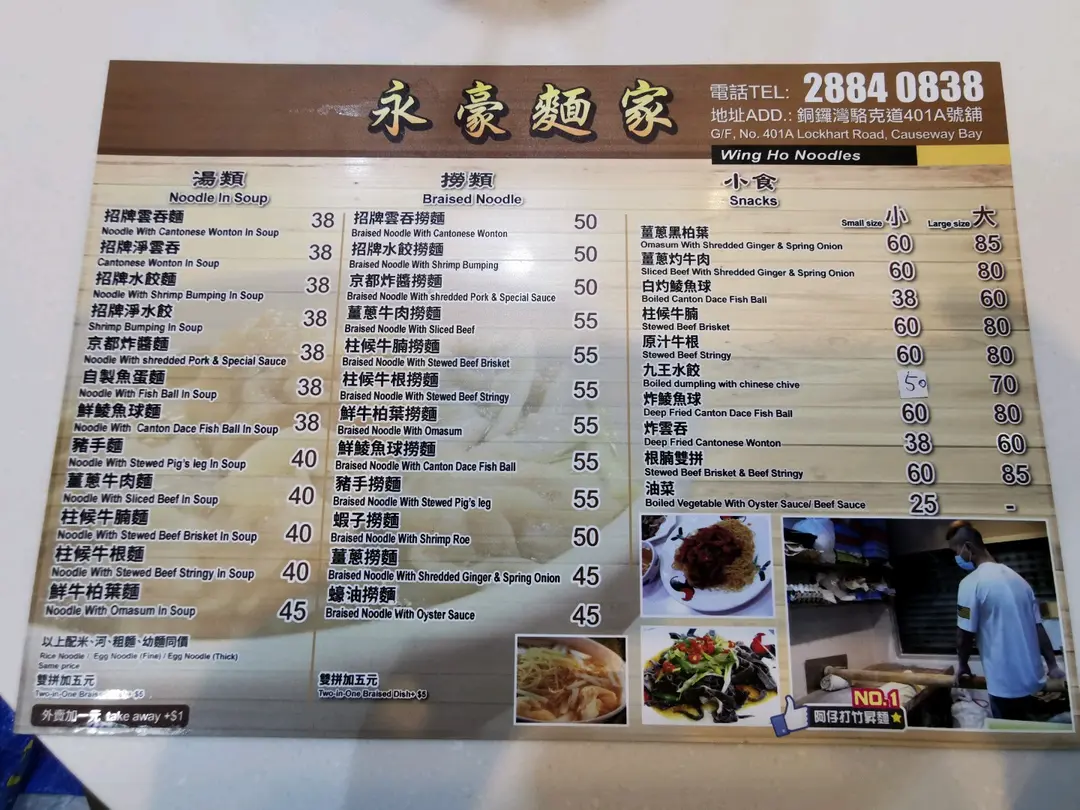 永豪麵家
電話TEL: 2884 0838
地址ADD.: 銅鑼灣駱克道401A號舖
G/F, No. 401A Lockhart Road, Causeway Bay
Wing Ho Noodles
湯類
Noodle In Soup
招牌雲吞麵 38
Noodle With Cantonese Wonton In Soup
招牌淨雲吞 38
Cantonese Wonton In Soup
招牌水餃麵 38
Noodle With Shrimp Bumping In Soup
招牌淨水餃 38
Shrimp Bumping In Soup
京都炸醬麵 38
Noodle With shredded Pork & Special Sauce
自製魚蛋麵 38
Noodle With Fish Ball In Soup
鮮鯪魚球麵 38
Noodle With Canton Dace Fish Ball In Soup
豬手麵 40
Noodle With Stewed Pig's leg In Soup
薑蔥牛肉麵 40
Noodle With Sliced Beef In Soup
柱候牛腩麵 40
Noodle With Stewed Beef Brisket In Soup
柱候牛根麵 40
Noodle With Stewed Beef Stringy In Soup
鮮牛柏葉麵 45
Noodle With Omasum In Soup
以上配米、河、粗麵、幼麵同價
Rice Noodle / Egg Noodle (Fine) / Egg Noodle (Thick)
Same price
雙拼加五元
Two-in-One Braised Dish+ $5
外賣加一元 take away +$1
撈類
Braised Noodle
招牌雲吞撈麵 50
Braised Noodle With Cantonese Wonton
招牌水餃撈麵 50
Braised Noodle With Shrimp Bumping
京都炸醬撈麵 50
Braised Noodle With shredded Pork & Special Sauce
薑蔥牛肉撈麵 55
Braised Noodle With Sliced Beef
柱候牛腩撈麵 55
Braised Noodle With Stewed Beef Brisket
柱候牛根撈麵 55
Braised Noodle With Stewed Beef Stringy
鮮牛柏葉撈麵 55
Braised Noodle With Omasum
鮮鯪魚球撈麵 55
Braised Noodle With Canton Dace Fish Ball
豬手撈麵 55
Braised Noodle With Stewed Pig's leg
蝦子撈麵 50
Braised Noodle With Shrimp Roe
薑蔥撈麵 45
Braised Noodle With Shredded Ginger & Spring Onion
蠔油撈麵 45
Braised Noodle With Oyster Sauce
雙拼加五元
Two-in-One Braised Dish+ $5
小食
Snacks
Small size 小 Large size 大
薑蔥黑柏葉 60 85
Omasum With Shredded Ginger & Spring Onion
薑蔥灼牛肉 60 80
Sliced Beef With Shredded Ginger & Spring Onion
白灼鯪魚球 38 60
Boiled Canton Dace Fish Ball
柱候牛腩 60 80
Stewed Beef Brisket
原汁牛根 60 80
Stewed Beef Stringy
九王水餃 50 70
Boiled dumpling with chinese chive
炸鯪魚球 60 80
Deep Fried Canton Dace Fish Ball
炸雲吞 38 60
Deep Fried Cantonese Wonton
根腩雙拼 60 85
Stewed Beef Brisket & Beef Stringy
油菜 25 -
Boiled Vegetable With Oyster Sauce/ Beef Sauce
NO.1
阿仔打竹昇麵